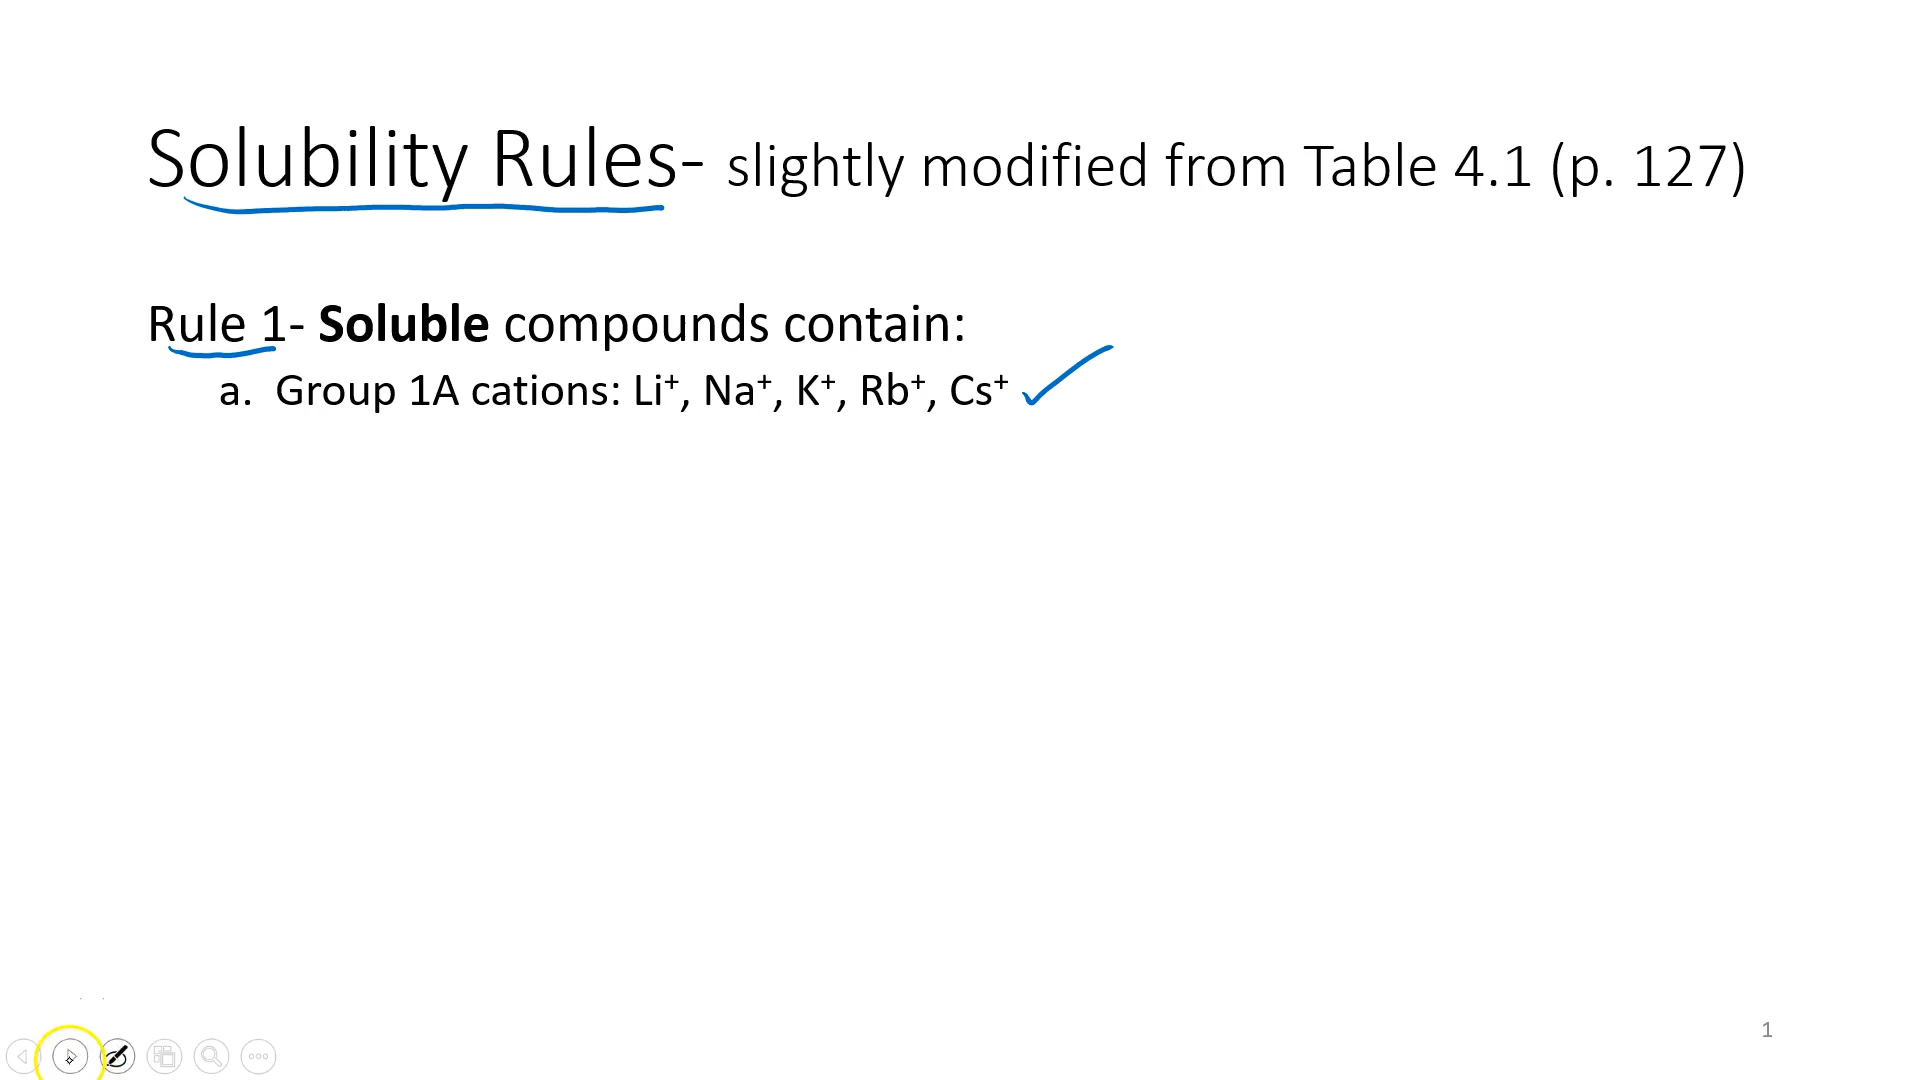 Solubility Rules- slightly modified from Table 4.1 (p. 127)
Rule 1- Soluble compounds contain:
a. Group 1A cations: Li⁺, Na⁺, K⁺, Rb⁺, Cs⁺
1